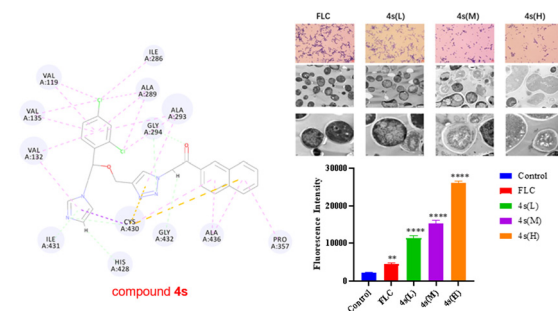 ILE
A:286
VAL
A:119
ALA
A:289
VAL
A:135
ALA
A:293
GLY
A:294
VAL
A:132
O
N
H
CYS
A:430
ILE
A:431
GLY
A:432
ALA
A:436
PRO
A:357
HIS
A:428
compound 4s
FLC 4s(L) 4s(M) 4s(H)
Fluorescence Intensity
30000
20000
10000
0
**
****
****
****
Control FLC 4s(L) 4s(M) 4s(H)
Control
FLC
4s(L)
4s(M)
4s(H)